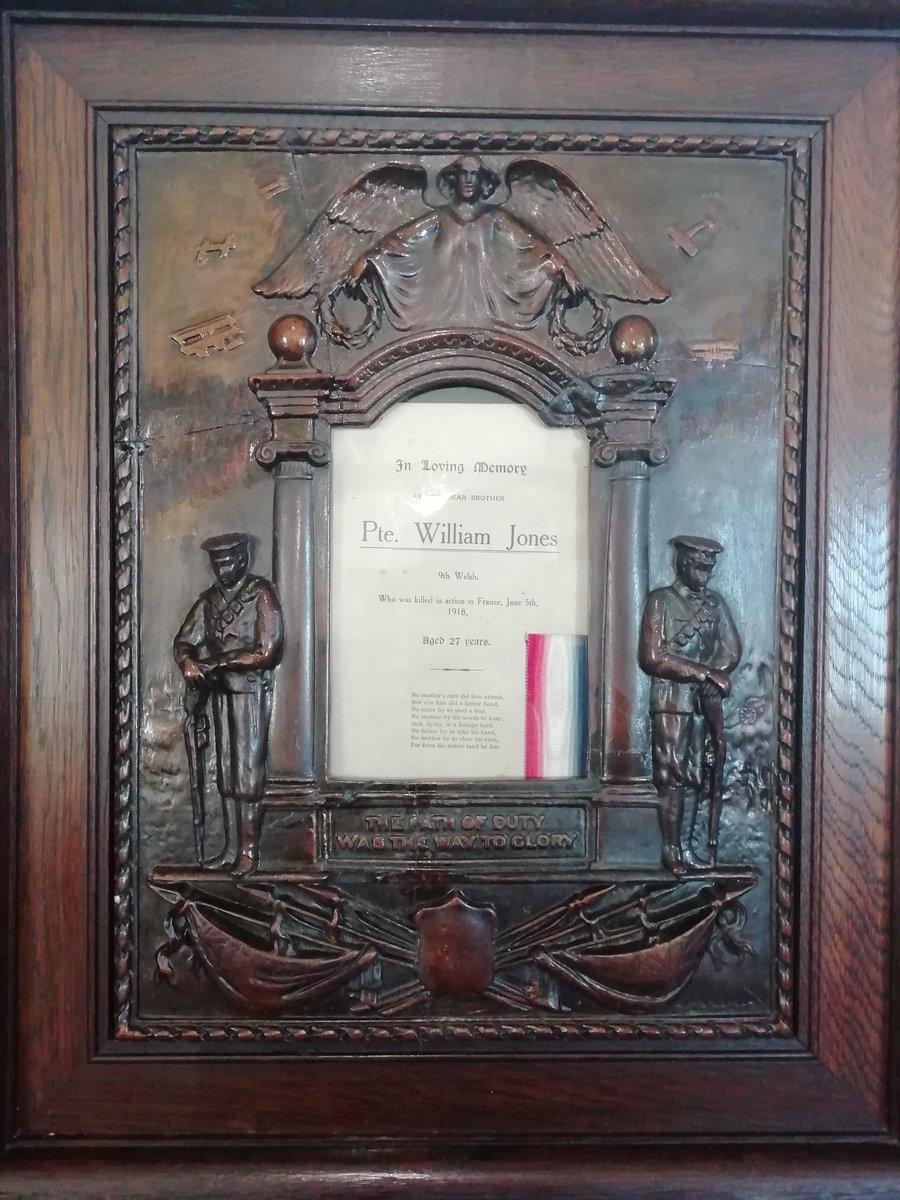 In Loving Memory
DEAR BROTHER
Pte. William Jones
9th Welsh,
Who was killed in action in France, June 5th,
1918,
Aged 27 years.
No mother's care did him attend,
Nor o'er him did a father bend,
No sister by to shed a tear,
No brother by his words to hear;
Sick, dying, in a foreign land,
No father by to take his hand,
No mother by to close his eyes,
Far from his native land he lies
THE PATH OF DUTY
WAS THE WAY TO GLORY